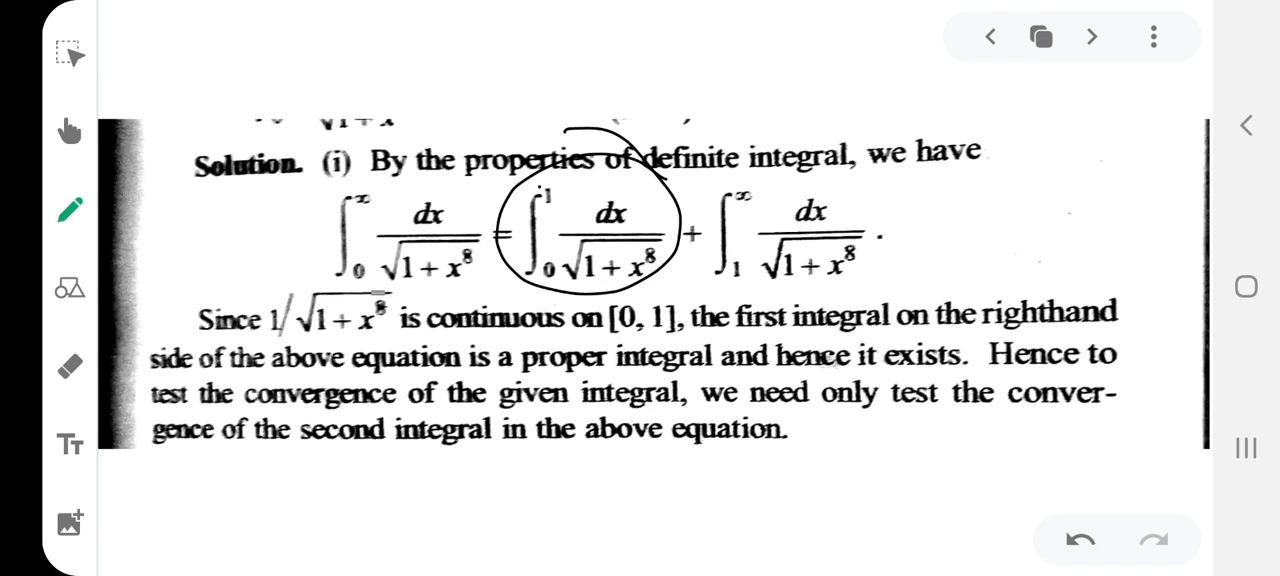 Solution. (i) By the properties of definite integral, we have
∫₀^∞ dx/√(1 + x⁸) = ∫₀^1 dx/√(1 + x⁸) + ∫₁^∞ dx/√(1 + x⁸) .
Since 1/√(1 + x⁸) is continuous on [0, 1], the first integral on the righthand
side of the above equation is a proper integral and hence it exists. Hence to
test the convergence of the given integral, we need only test the conver-
gence of the second integral in the above equation.
TT